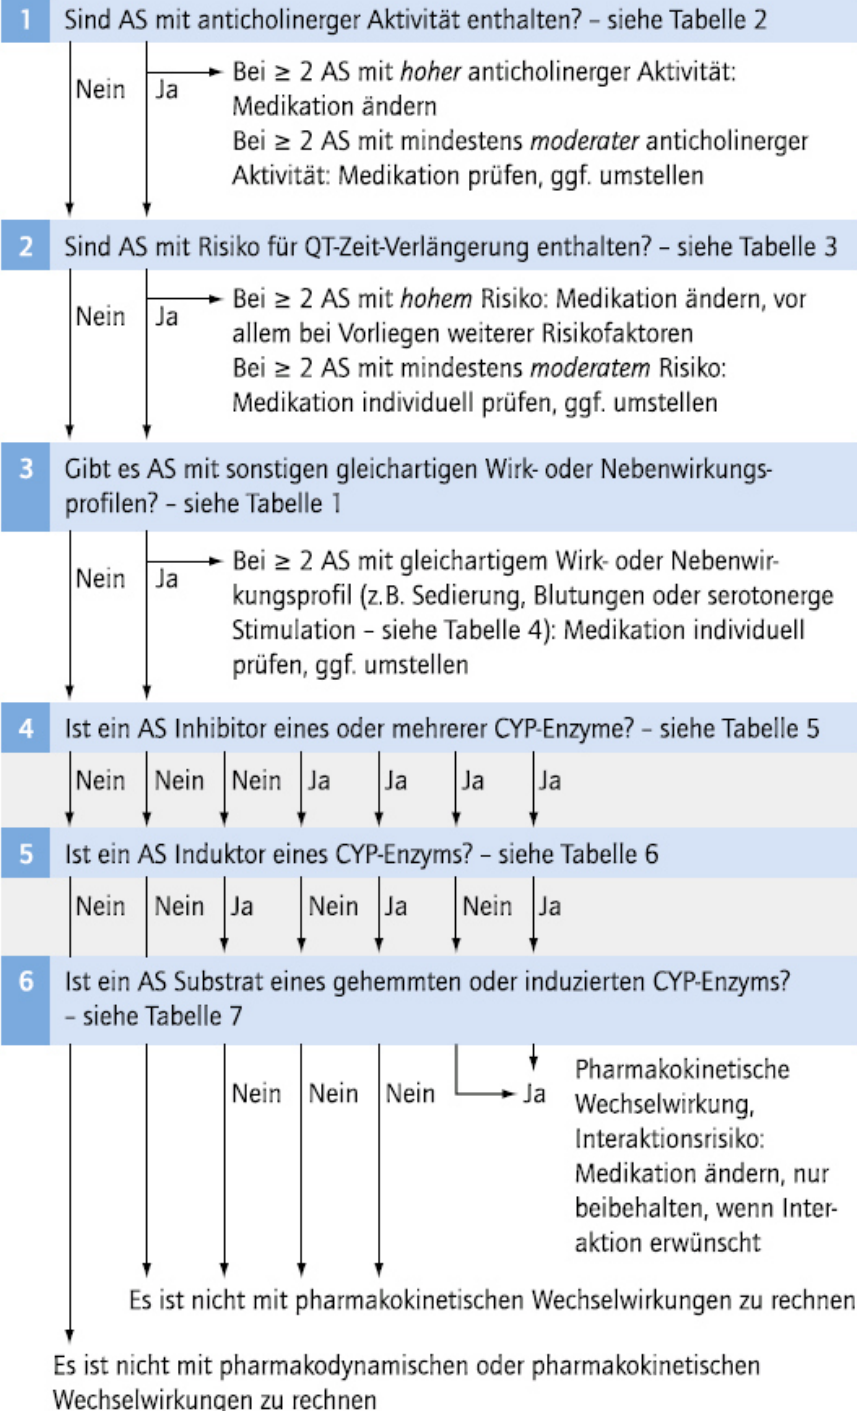 1 Sind AS mit anticholinerger Aktivität enthalten? – siehe Tabelle 2
Nein Ja Bei ≥ 2 AS mit hoher anticholinerger Aktivität:
Medikation ändern
Bei ≥ 2 AS mit mindestens moderater anticholinerger
Aktivität: Medikation prüfen, ggf. umstellen
2 Sind AS mit Risiko für QT-Zeit-Verlängerung enthalten? – siehe Tabelle 3
Nein Ja Bei ≥ 2 AS mit hohem Risiko: Medikation ändern, vor
allem bei Vorliegen weiterer Risikofaktoren
Bei ≥ 2 AS mit mindestens moderatem Risiko:
Medikation individuell prüfen, ggf. umstellen
3 Gibt es AS mit sonstigen gleichartigen Wirk- oder Nebenwirkungs-
profilen? – siehe Tabelle 1
Nein Ja Bei ≥ 2 AS mit gleichartigem Wirk- oder Nebenwir-
kungsprofil (z.B. Sedierung, Blutungen oder serotonerge
Stimulation – siehe Tabelle 4): Medikation individuell
prüfen, ggf. umstellen
4 Ist ein AS Inhibitor eines oder mehrerer CYP-Enzyme? – siehe Tabelle 5
Nein Nein Nein Ja Ja Ja Ja
5 Ist ein AS Induktor eines CYP-Enzyms? – siehe Tabelle 6
Nein Nein Ja Nein Ja Nein Ja
6 Ist ein AS Substrat eines gehemmten oder induzierten CYP-Enzyms?
– siehe Tabelle 7
Nein Nein Nein Ja
Pharmakokinetische
Wechselwirkung,
Interaktionsrisiko:
Medikation ändern, nur
beibehalten, wenn Inter-
aktion erwünscht
Es ist nicht mit pharmakokinetischen Wechselwirkungen zu rechnen
Es ist nicht mit pharmakodynamischen oder pharmakokinetischen
Wechselwirkungen zu rechnen